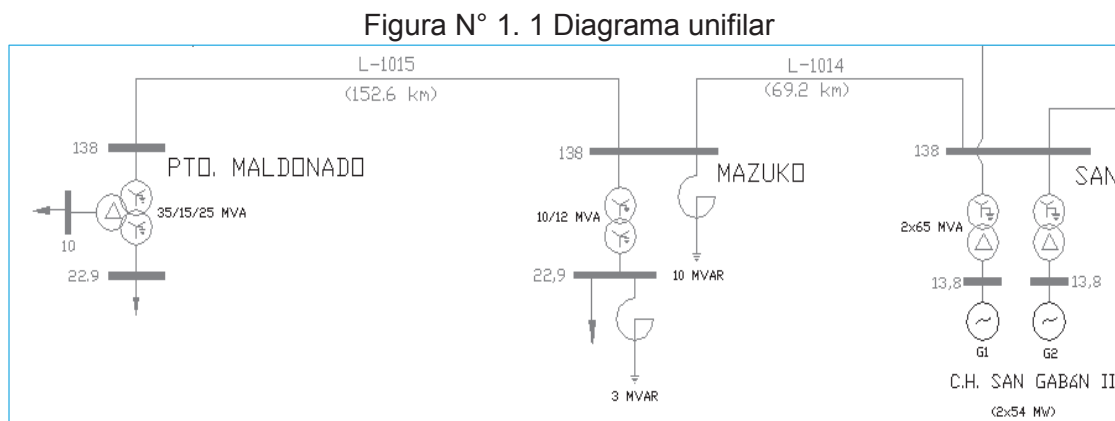 Figura N° 1. 1 Diagrama unifilar
L-1015
(152.6 km)
L-1014
(69.2 km)
138
PTO. MALDONADO
35/15/25 MVA
10
22,9
138
MAZUKO
10/12 MVA
22,9
10 MVAR
3 MVAR
138
SAN
2x65 MVA
13,8
13,8
G1
G2
C.H. SAN GABÁN II
(2x54 MW)